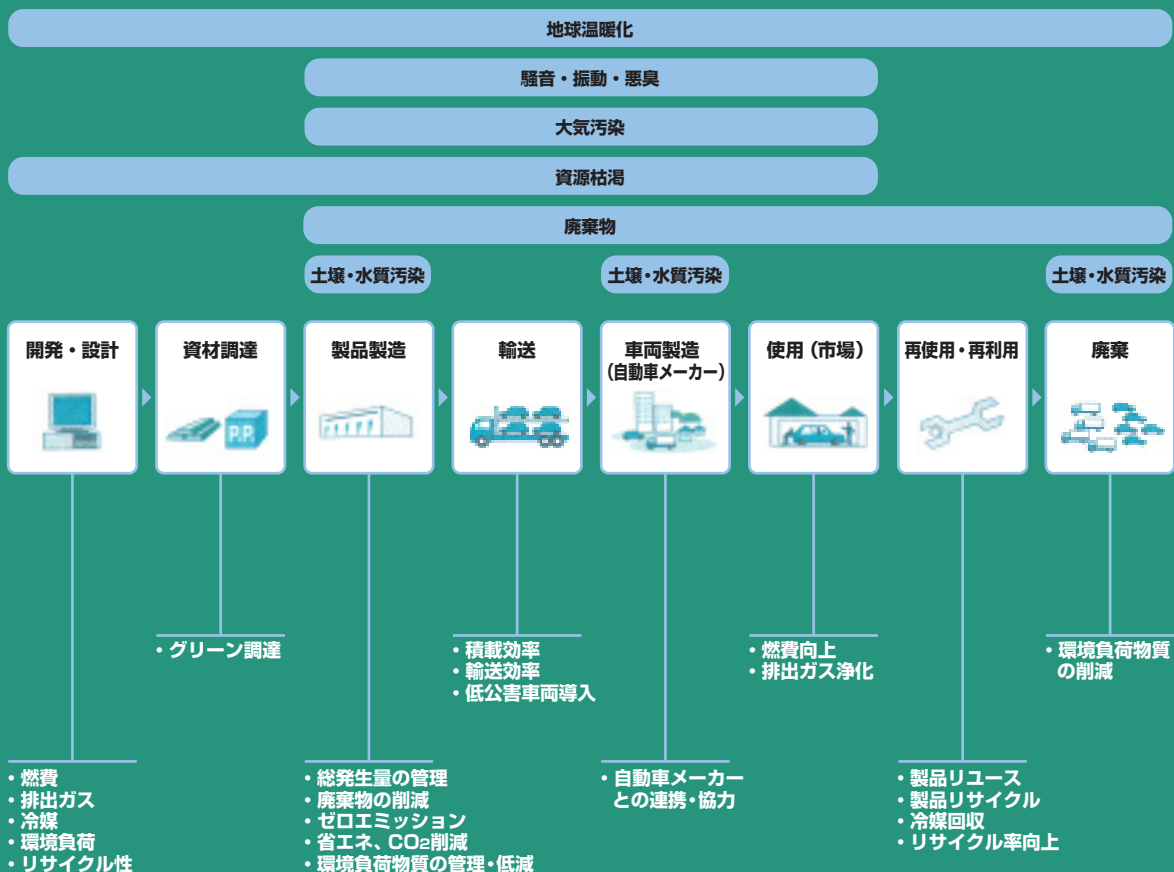 地球温暖化
騒音・振動・悪臭
大気汚染
資源枯渇
廃棄物
土壌・水質汚染
土壌・水質汚染
土壌・水質汚染
開発・設計
資材調達
P.P.
製品製造
輸送
車両製造
(自動車メーカー)
使用(市場)
再使用・再利用
廃棄
・グリーン調達
・積載効率
・輸送効率
・低公害車両導入
・燃費向上
・排出ガス浄化
・環境負荷物質
の削減
・燃費
・排出ガス
・冷媒
・環境負荷
・リサイクル性
・総発生量の管理
・廃棄物の削減
・ゼロエミッション
・省エネ、CO2削減
・環境負荷物質の管理・低減
・自動車メーカー
との連携・協力
・製品リユース
・製品リサイクル
・冷媒回収
・リサイクル率向上